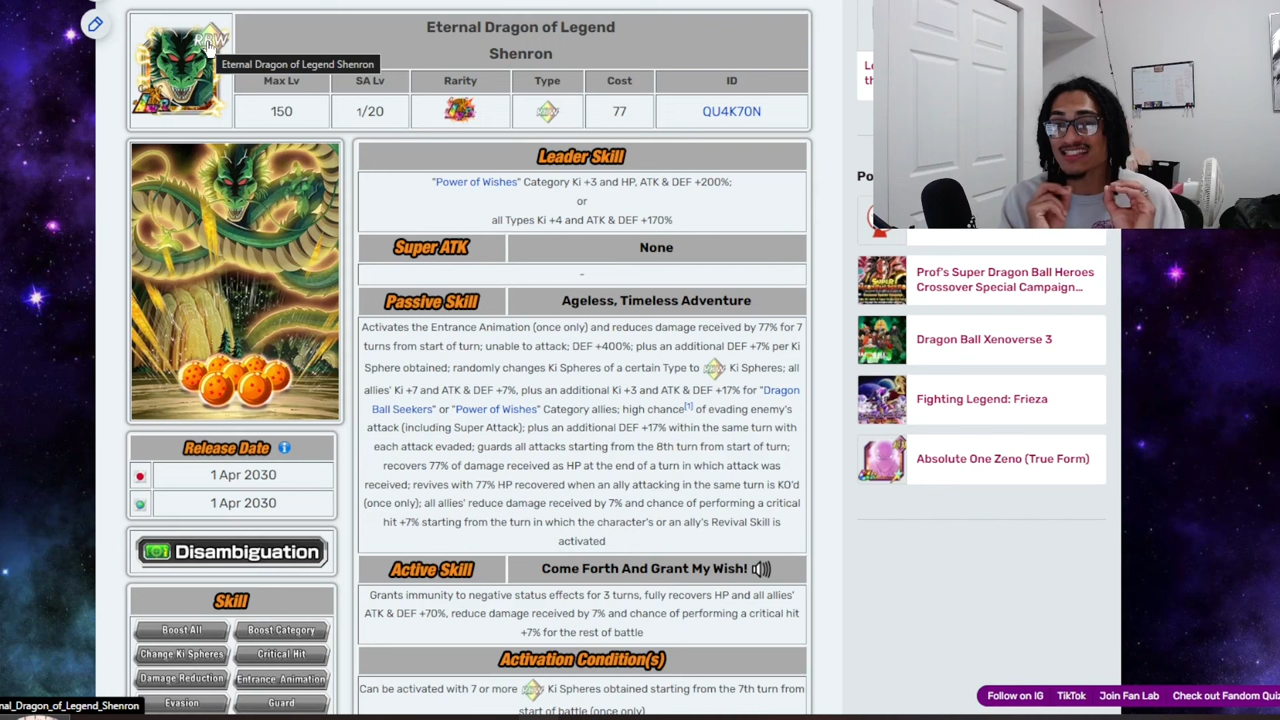 Eternal Dragon of Legend
Shenron
RBW
Eternal Dragon of Legend Shenron
Max Lv
SA Lv
Rarity
Type
Cost
ID
150
1/20
77
QU4K70N
Leader Skill
"Power of Wishes" Category Ki +3 and HP, ATK & DEF +200%;
or
all Types Ki +4 and ATK & DEF +170%
Super ATK
None
-
Passive Skill
Ageless, Timeless Adventure
Activates the Entrance Animation (once only) and reduces damage received by 77% for 7
turns from start of turn; unable to attack; DEF +400%; plus an additional DEF +7% per Ki
Sphere obtained; randomly changes Ki Spheres of a certain Type to Ki Spheres; all
allies' Ki +7 and ATK & DEF +7%, plus an additional Ki +3 and ATK & DEF +17% for "Dragon
Ball Seekers" or "Power of Wishes" Category allies; high chance[1] of evading enemy's
attack (including Super Attack); plus an additional DEF +17% within the same turn with
each attack evaded; guards all attacks starting from the 8th turn from start of turn;
recovers 77% of damage received as HP at the end of a turn in which attack was
received; revives with 77% HP recovered when an ally attacking in the same turn is KO'd
(once only); all allies' reduce damage received by 7% and chance of performing a critical
hit +7% starting from the turn in which the character's or an ally's Revival Skill is
activated
Active Skill
Come Forth And Grant My Wish!
Grants immunity to negative status effects for 3 turns, fully recovers HP and all allies'
ATK & DEF +70%, reduce damage received by 7% and chance of performing a critical hit
+7% for the rest of battle
Activation Condition(s)
Can be activated with 7 or more Ki Spheres obtained starting from the 7th turn from
start of battle (once only)
Release Date
1 Apr 2030
1 Apr 2030
Disambiguation
Skill
Boost All
Boost Category
Change Ki Spheres
Critical Hit
Damage Reduction
Entrance Animation
Evasion
Guard
nal_Dragon_of_Legend_Shenron
Le
th
Po
Prof's Super Dragon Ball Heroes
Crossover Special Campaign...
Dragon Ball Xenoverse 3
Fighting Legend: Frieza
Absolute One Zeno (True Form)
Follow on IG
TikTok
Join Fan Lab
Check out Fandom Quiz